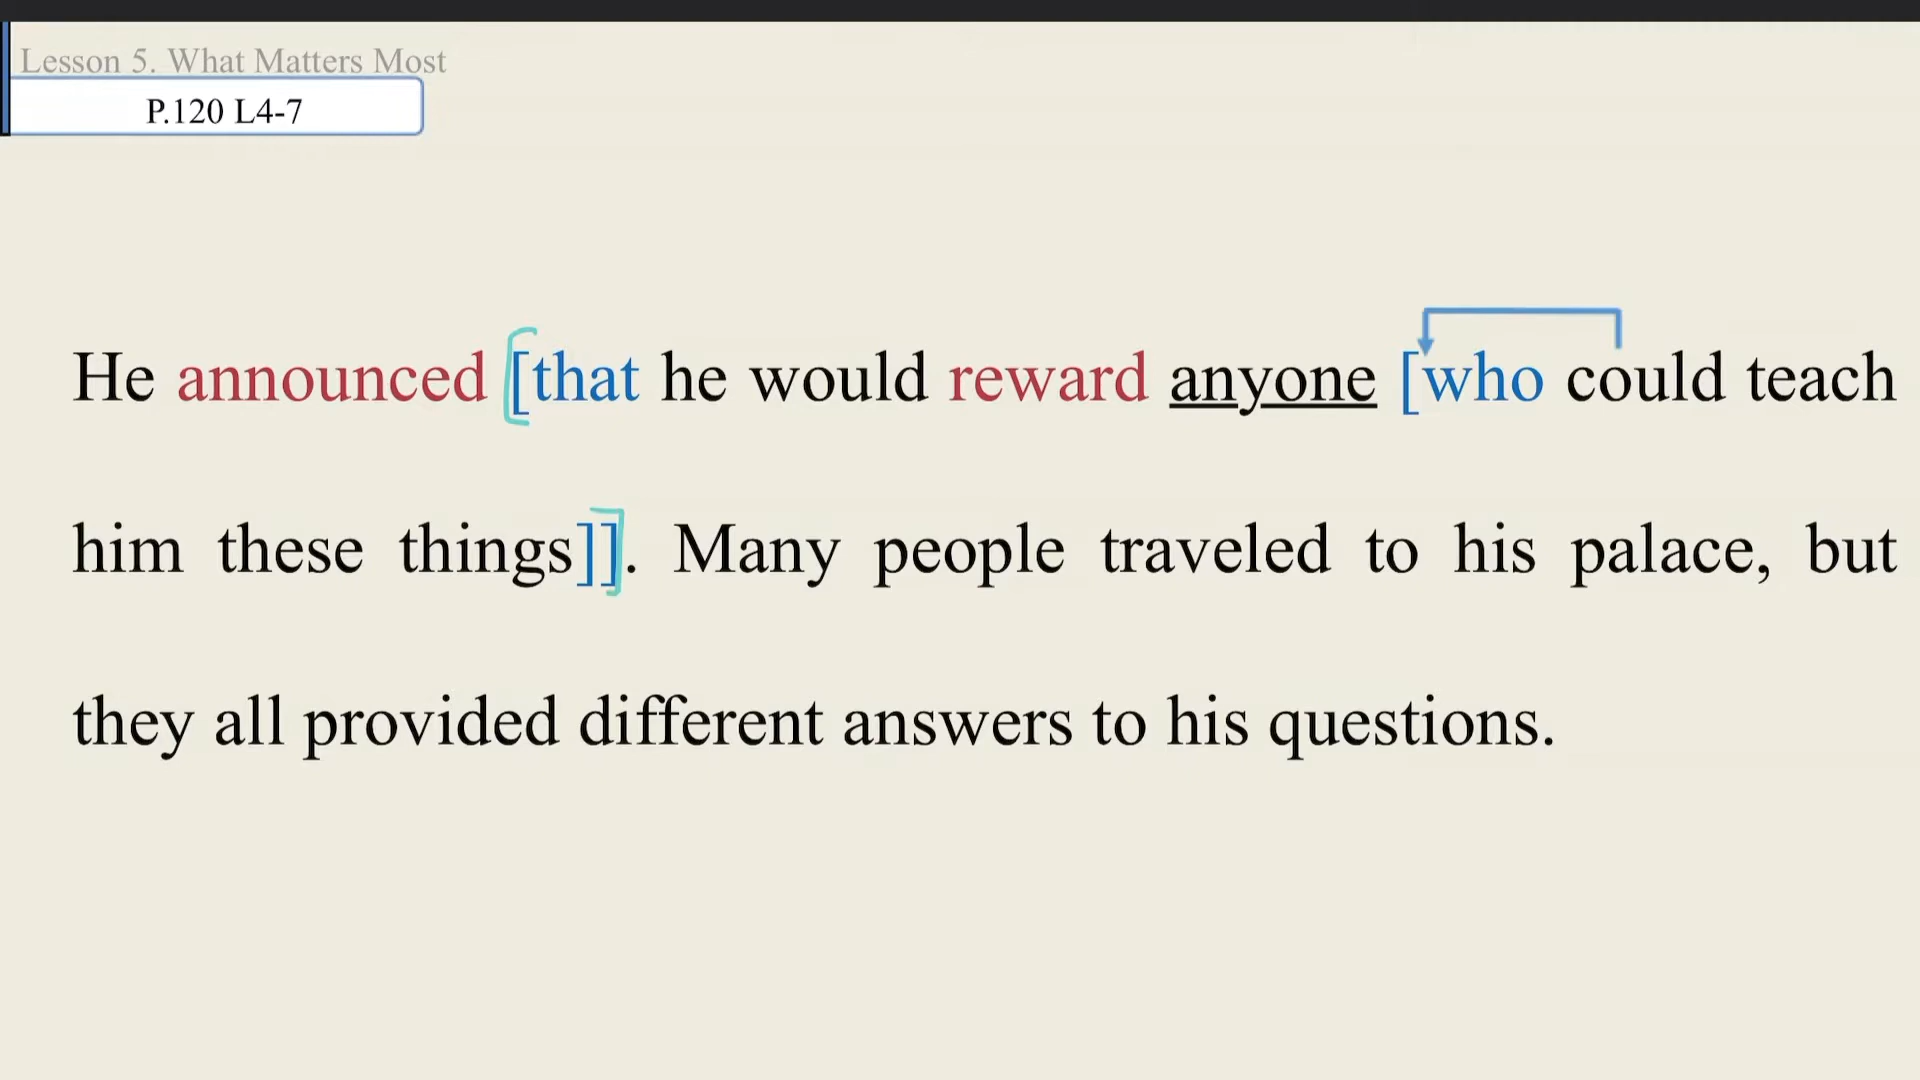 Lesson 5. What Matters Most
P.120 L4-7
He announced [that he would reward anyone [who could teach
him these things]]. Many people traveled to his palace, but
they all provided different answers to his questions.